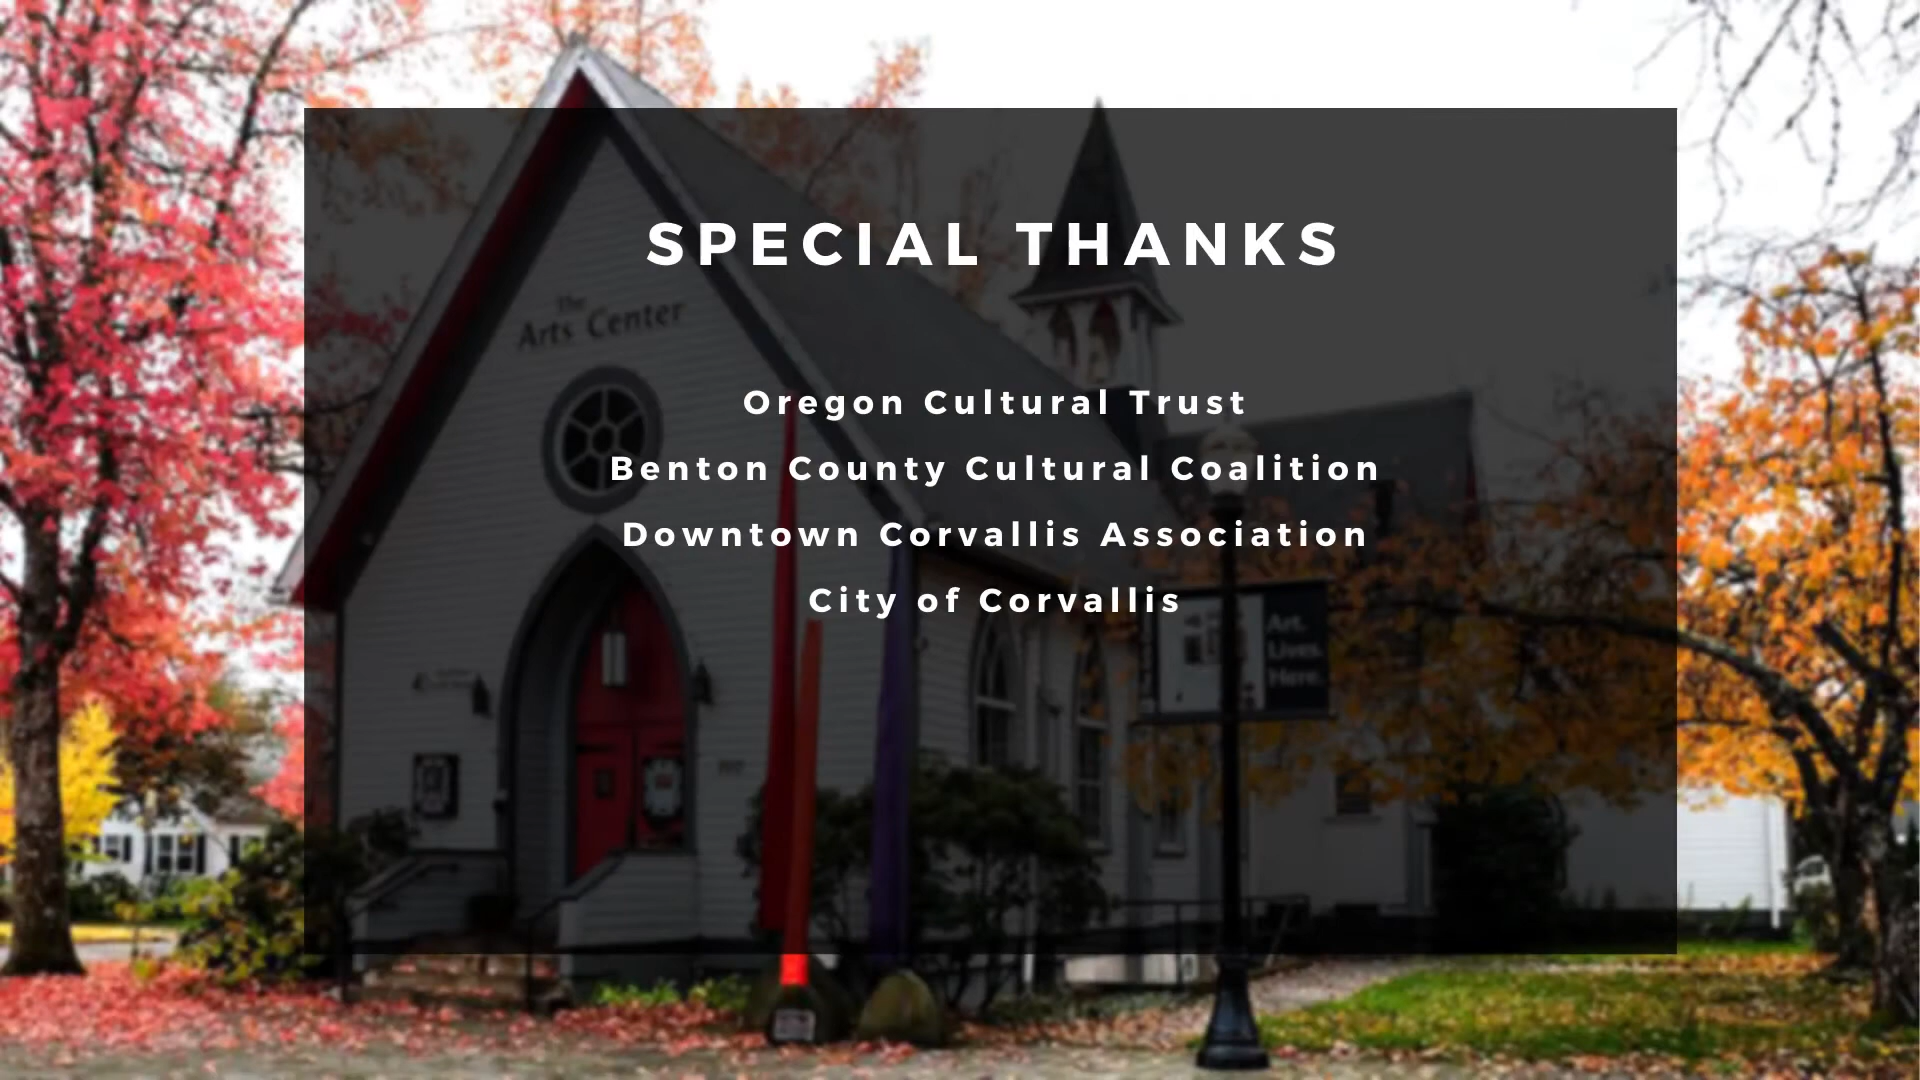 SPECIAL THANKS
The
Arts Center
Oregon Cultural Trust
Benton County Cultural Coalition
Downtown Corvallis Association
City of Corvallis
Art.
Lives.
Here.